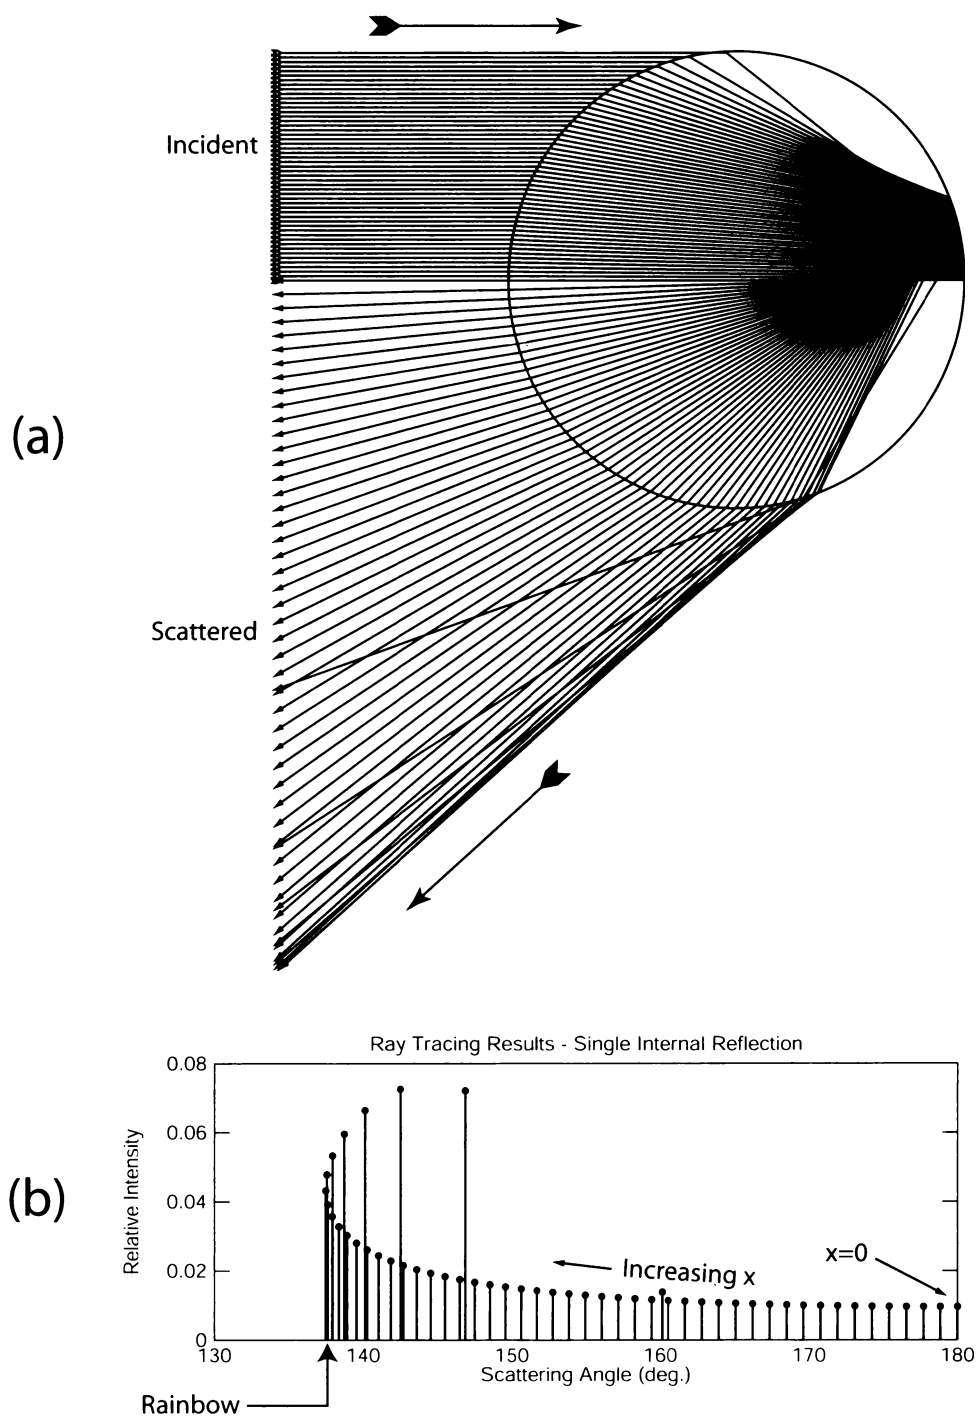 Incident
(a)
Scattered
Ray Tracing Results - Single Internal Reflection
0.08
0.06
0.04
0.02
0
Relative Intensity
(b)
x=0
Increasing x
130
140
150
160
170
180
Scattering Angle (deg.)
Rainbow